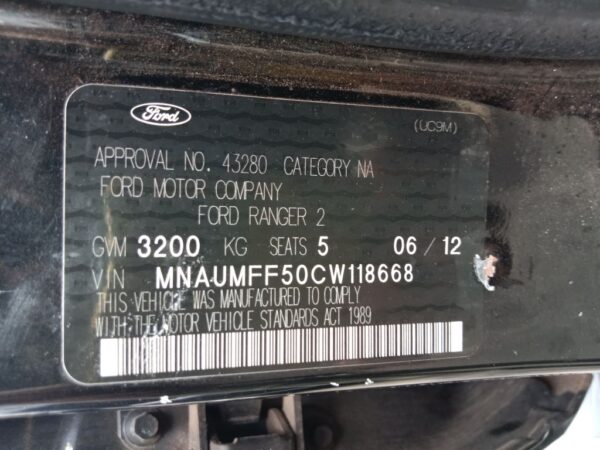 Ford
(UC9M)
APPROVAL NO. 43280 CATEGORY NA
FORD MOTOR COMPANY
FORD RANGER 2
GVM 3200 KG SEATS 5 06 / 12
VIN MNAUMFF50CW118668
THIS VEHICLE WAS MANUFACTURED TO COMPLY
WITH THE MOTOR VEHICLE STANDARDS ACT 1989